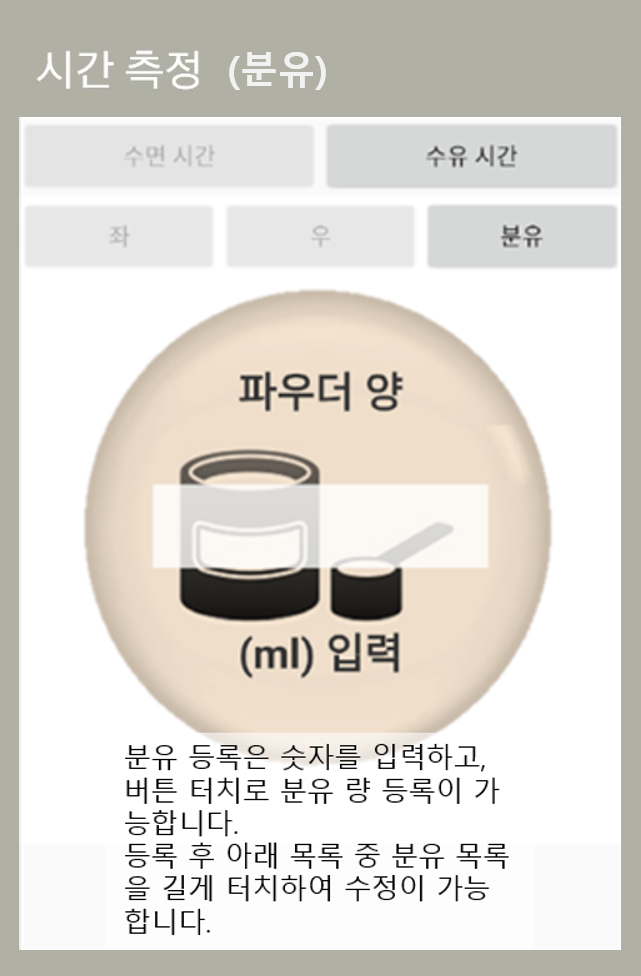 시간 측정 (분유)
수면 시간 수유 시간
좌 우 분유
파우더 양
(ml) 입력
분유 등록은 숫자를 입력하고,
버튼 터치로 분유 량 등록이 가
능합니다.
등록 후 아래 목록 중 분유 목록
을 길게 터치하여 수정이 가능
합니다.